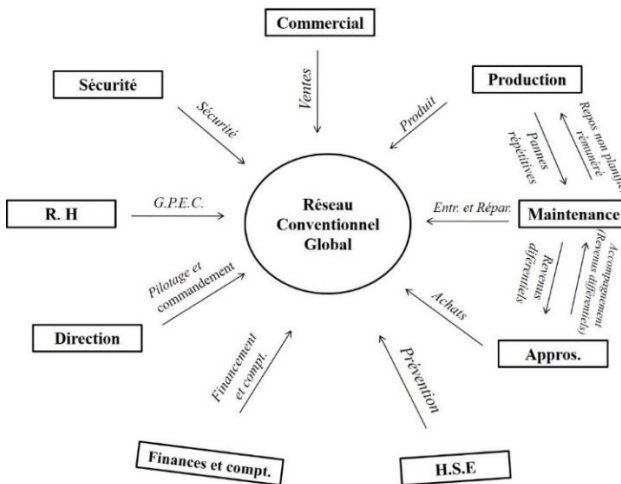 Commercial
Ventes
Sécurité
Sécurité
Production
Produit
Pannes
répétitives
Repos non planifié
rémunéré
R. H
G.P.E.C.
Réseau
Conventionnel
Global
Entr. et Répar.
Maintenance
Pilotage et
commandement
Direction
Revenus
diférentiels
Accompagnement
(Revenus différentiels)
Achats
Appros.
Financement
et compt.
Finances et compt.
Prévention
H.S.E